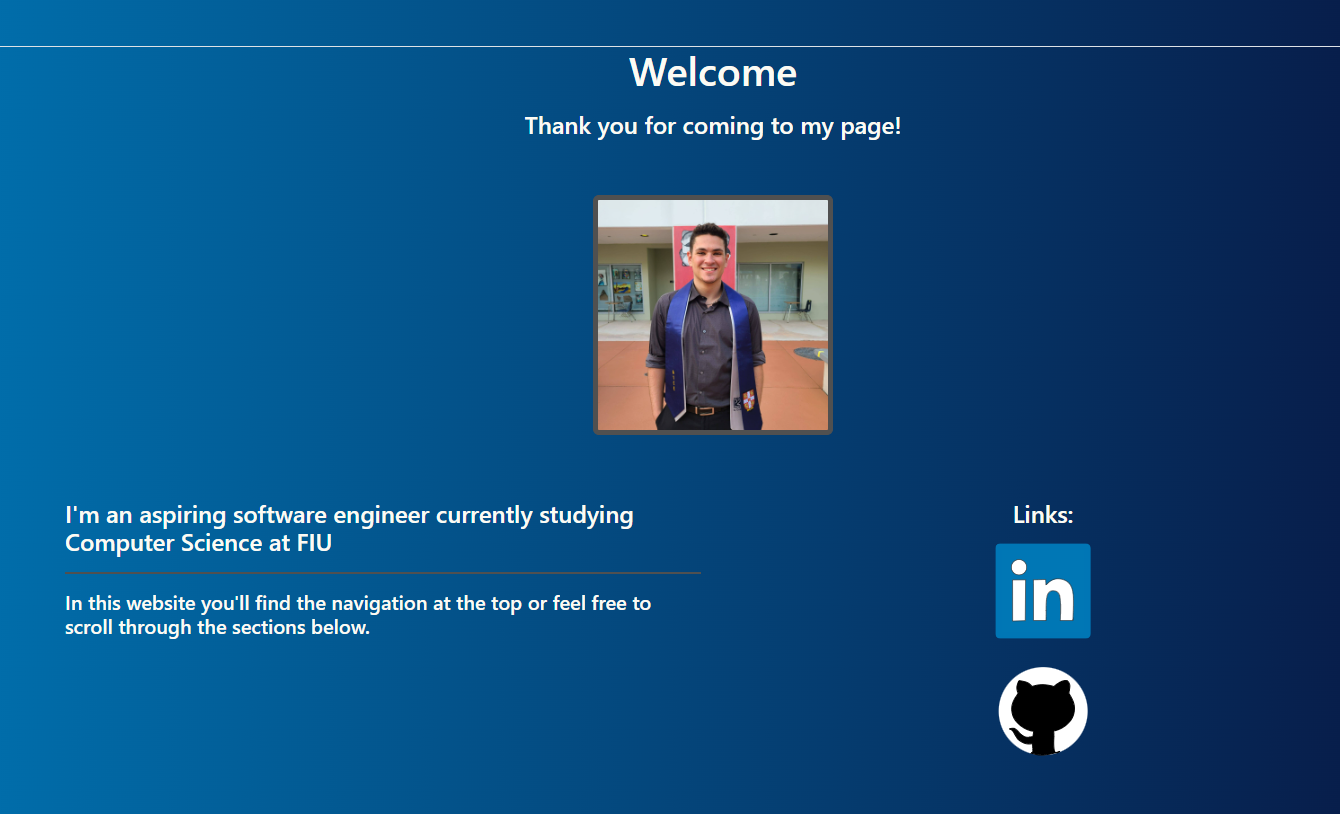 Welcome
Thank you for coming to my page!
I'm an aspiring software engineer currently studying
Computer Science at FIU
Links:
in
In this website you'll find the navigation at the top or feel free to
scroll through the sections below.